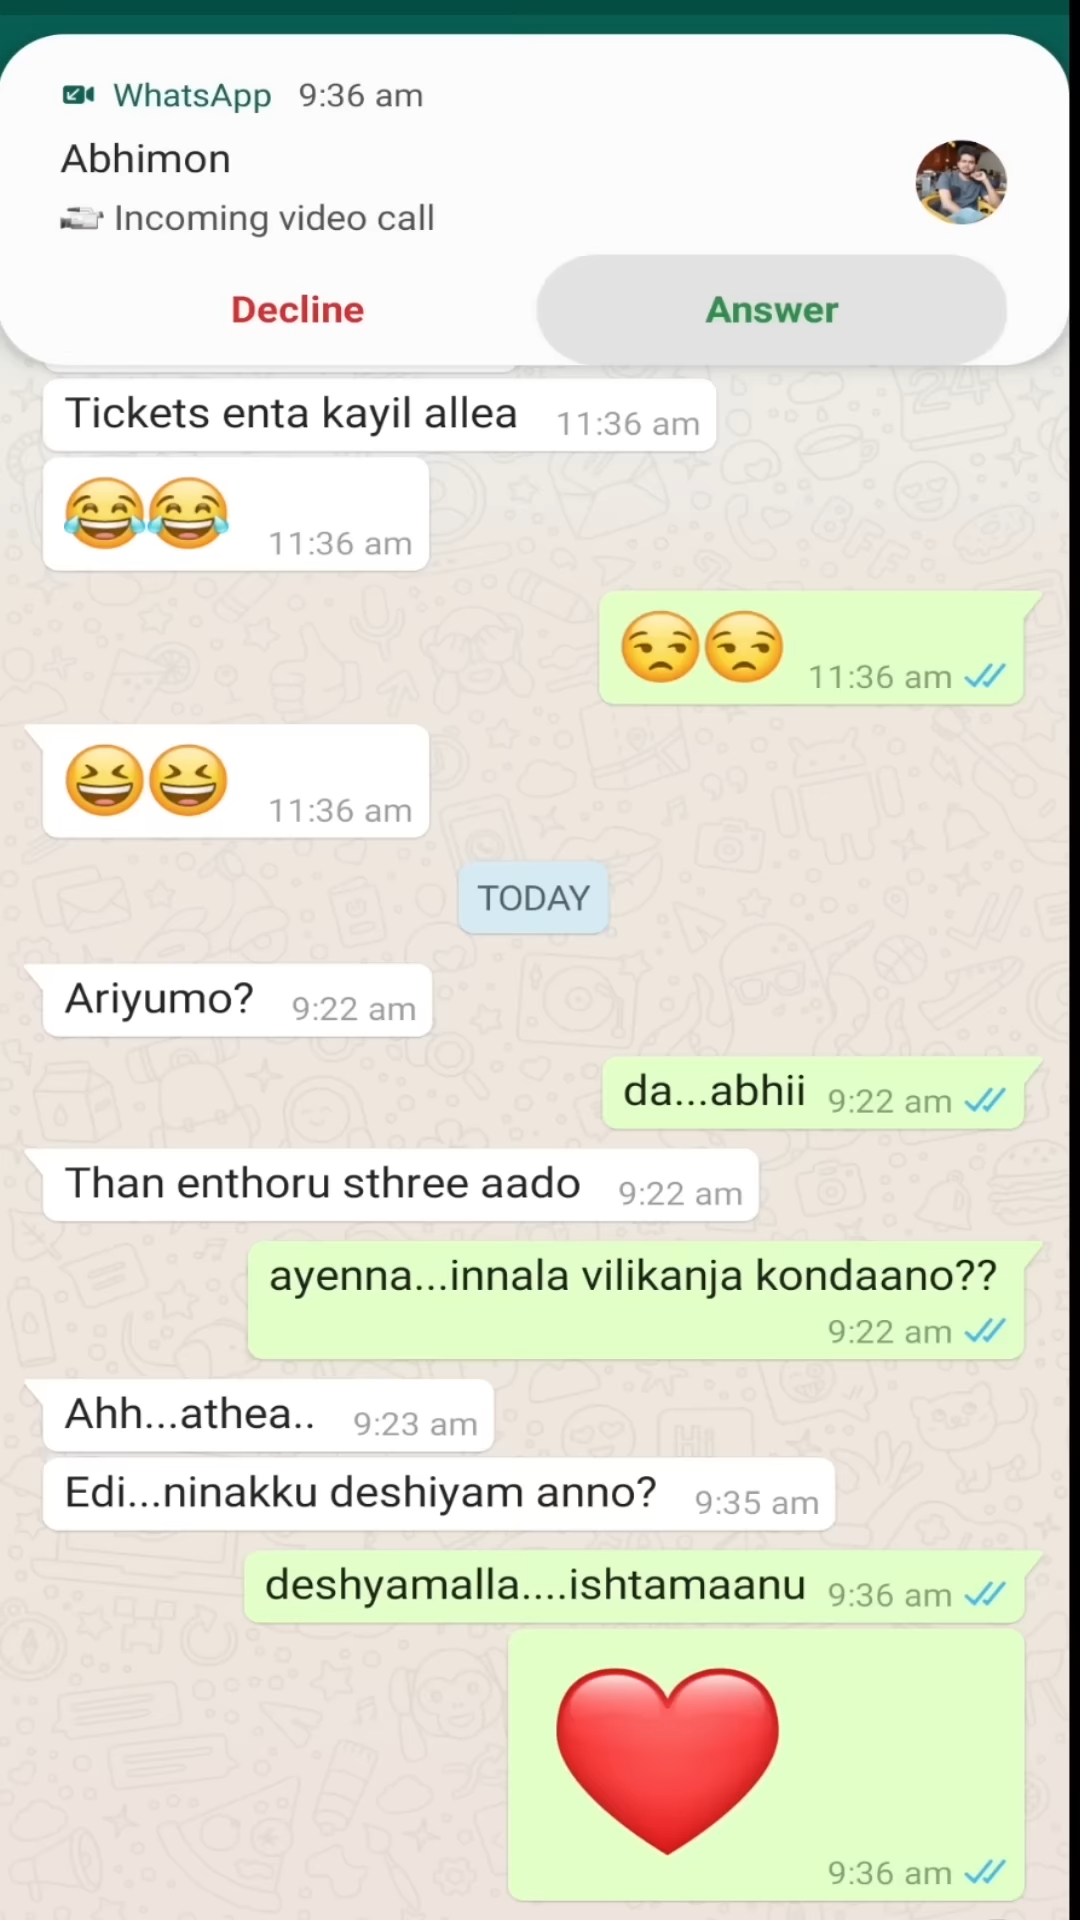 WhatsApp 9:36 am
Abhimon
Incoming video call
Decline Answer
Tickets enta kayil allea 11:36 am
😂😂 11:36 am
😒😒 11:36 am
😆😆 11:36 am
TODAY
Ariyumo? 9:22 am
da...abhii 9:22 am
Than enthoru sthree aado 9:22 am
ayenna...innala vilikanja kondaano??
9:22 am
Ahh...athea.. 9:23 am
Edi...ninakku deshiyam anno? 9:35 am
deshyamalla....ishtamaanu 9:36 am
❤️
9:36 am